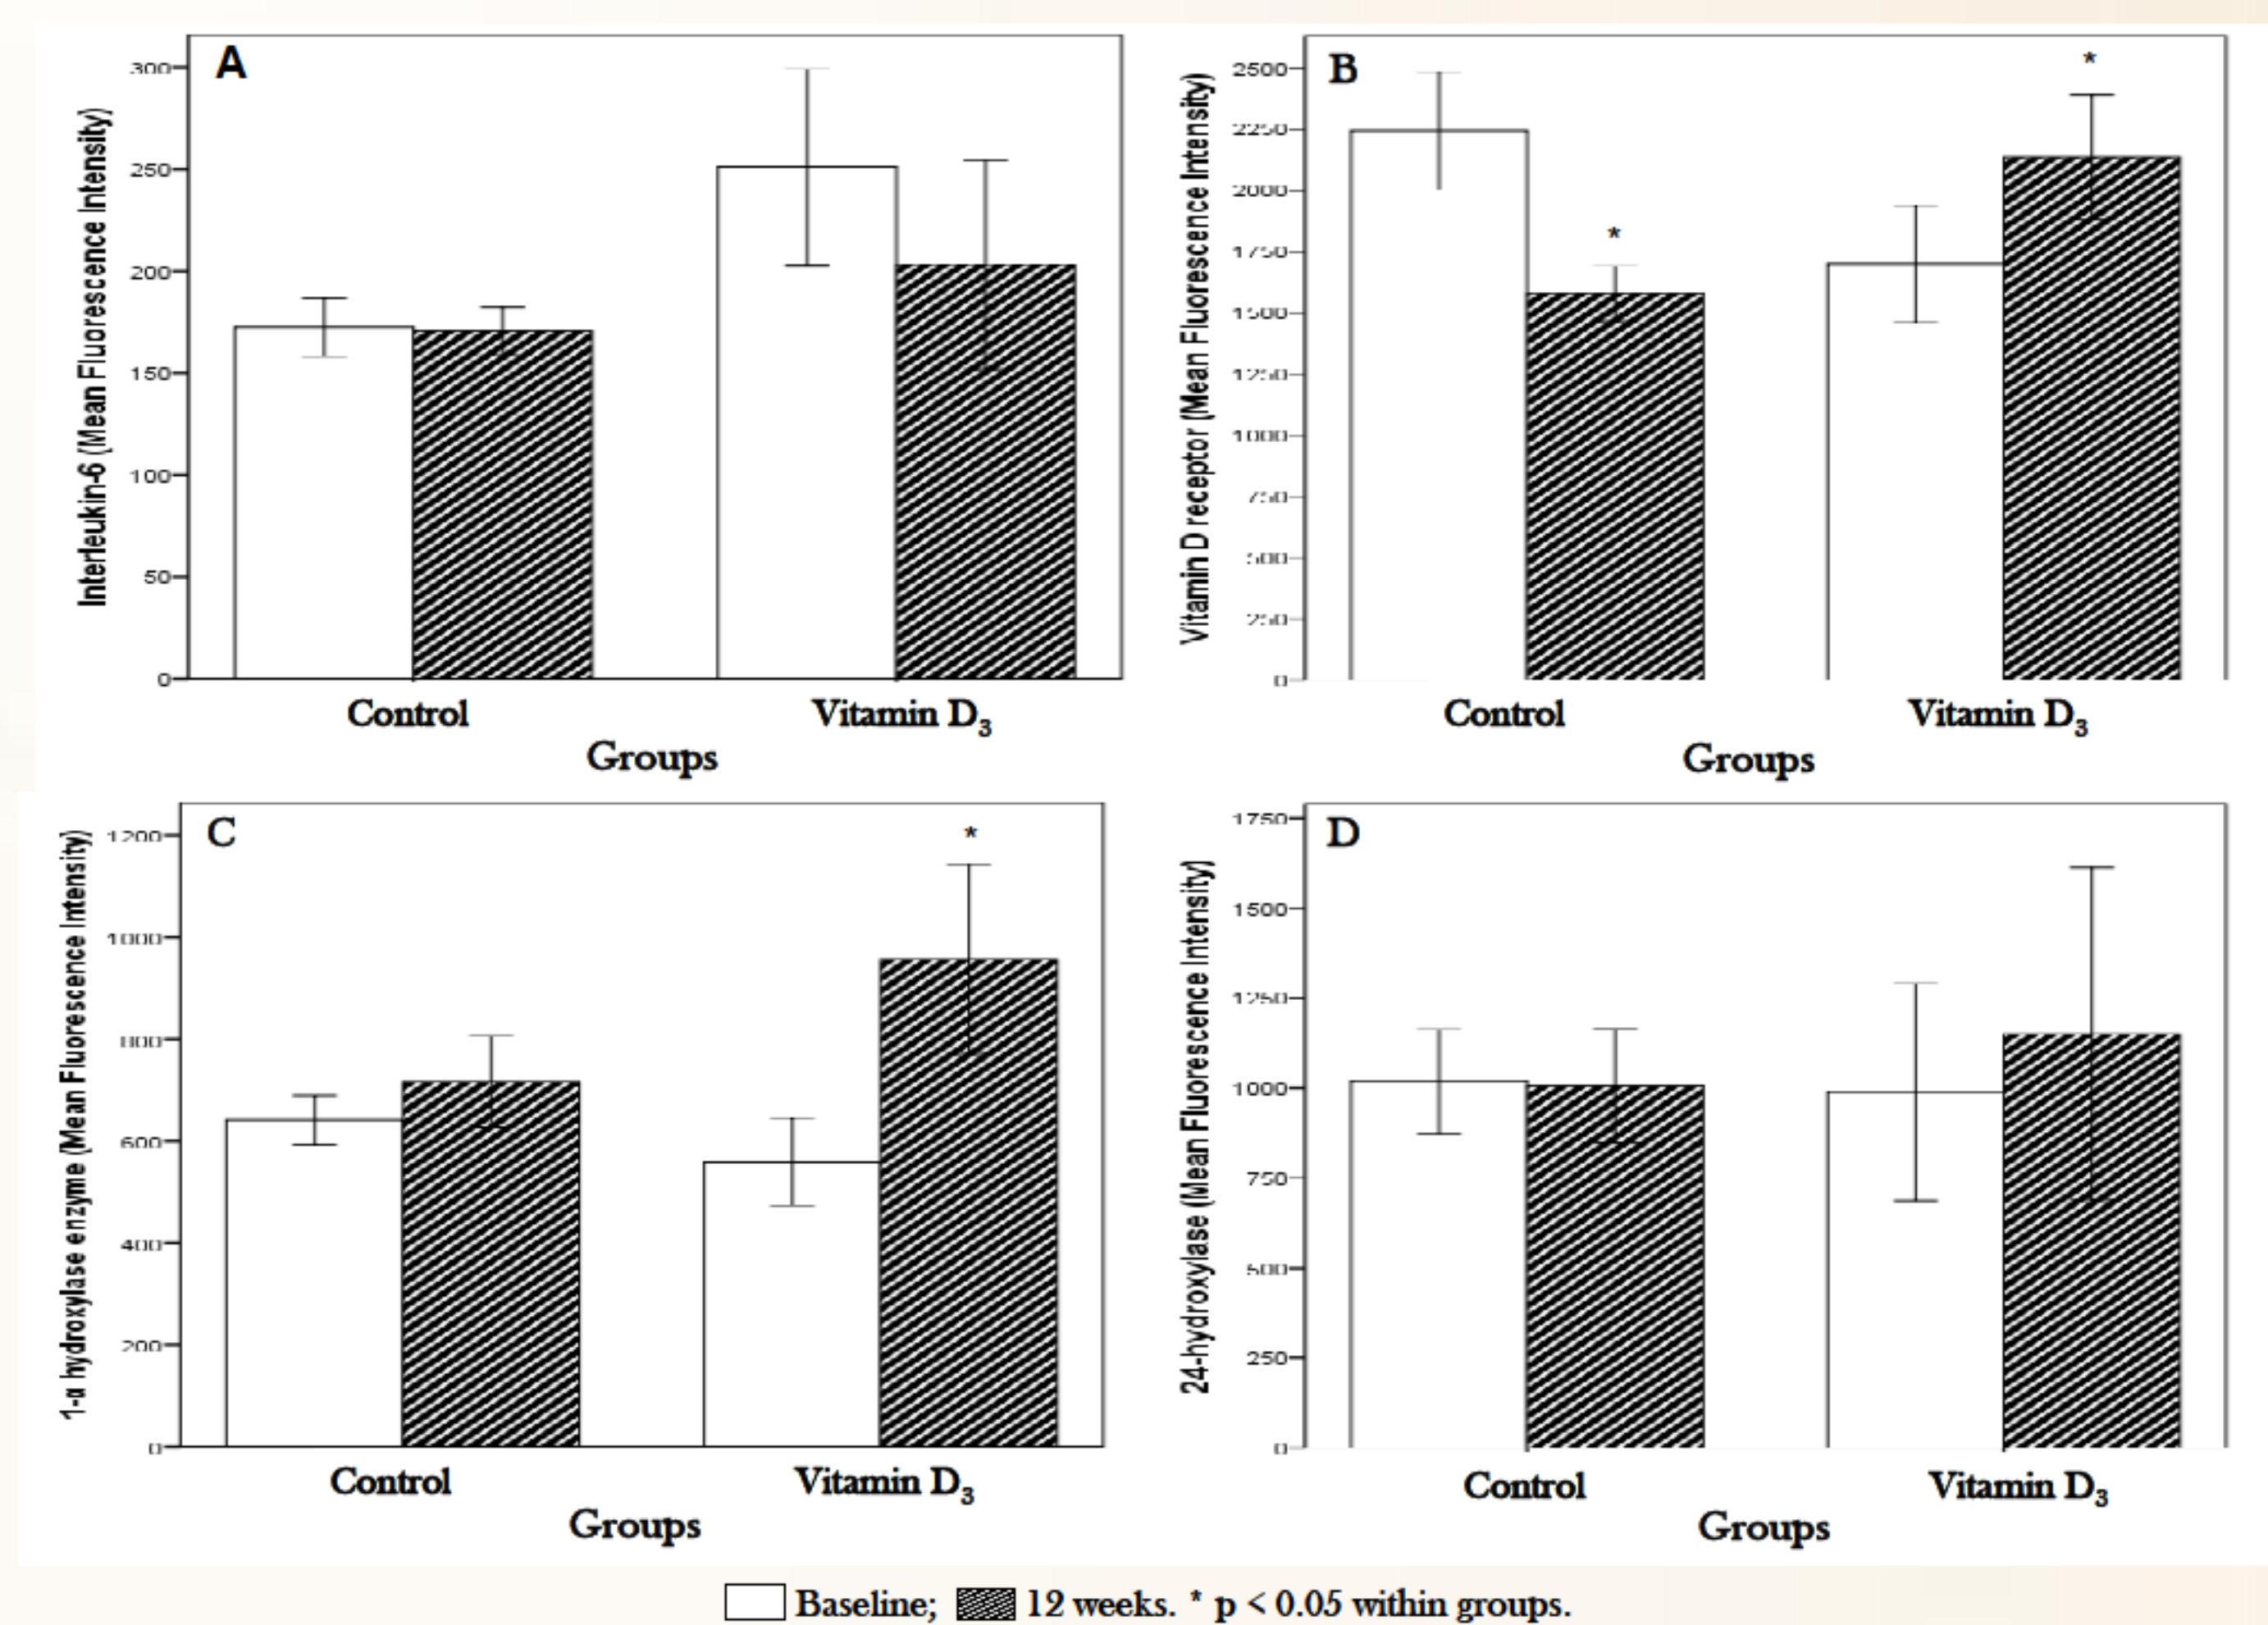 A
Interleukin-6 (Mean Fluorescence Intensity)
300
250
200
150
100
50
0
Control
Vitamin D3
Groups
B
Vitamin D receptor (Mean Fluorescence Intensity)
2500
2250
2000
1750
1500
1250
1000
750
500
250
0
*
*
Control
Vitamin D3
Groups
C
1-α hydroxylase enzyme (Mean Fluorescence Intensity)
1200
1000
800
600
400
200
0
*
Control
Vitamin D3
Groups
D
24-hydroxylase (Mean Fluorescence Intensity)
1750
1500
1250
1000
750
500
250
0
Control
Vitamin D3
Groups
Baseline; 12 weeks. * p < 0.05 within groups.